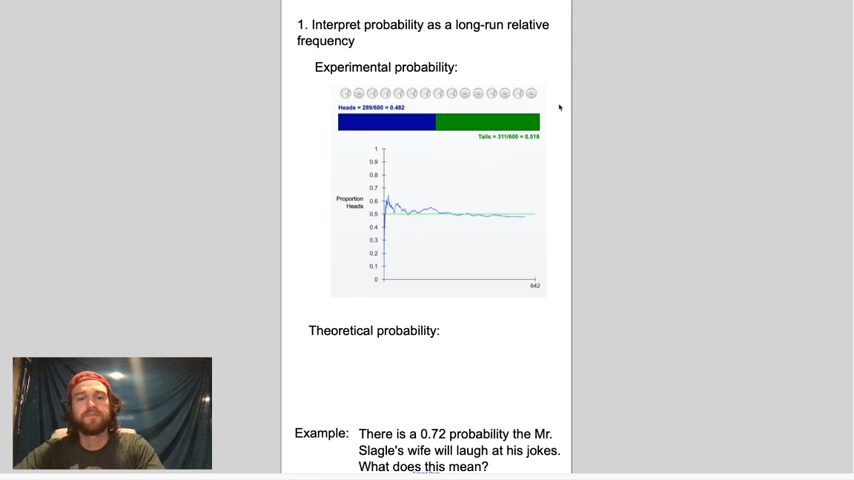 1. Interpret probability as a long-run relative
frequency
Experimental probability:
Heads = 289/600 = 0.482
Tails = 311/600 = 0.518
1
0.9
0.8
0.7
Proportion
Heads
0.6
0.5
0.4
0.3
0.2
0.1
0
642
Theoretical probability:
Example: There is a 0.72 probability the Mr.
Slagle's wife will laugh at his jokes.
What does this mean?